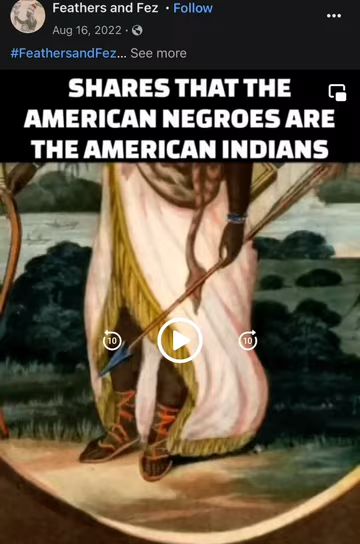 Feathers and Fez · Follow
Aug 16, 2022 ·
#FeathersandFez... See more
SHARES THAT THE
AMERICAN NEGROES ARE
THE AMERICAN INDIANS
10 10